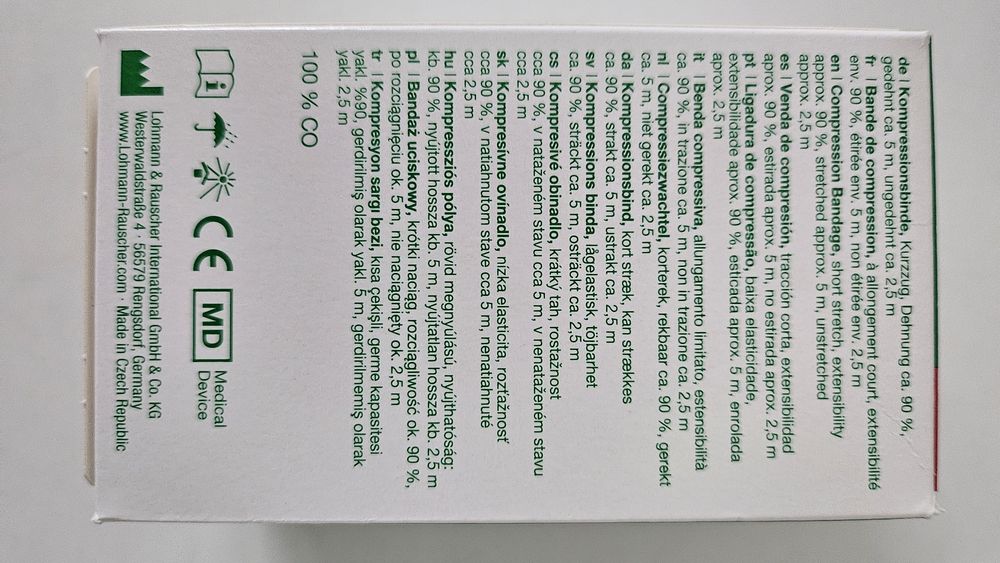 de | Kompressionsbinde, Kurzzug, Dehnung ca. 90 %,
gedehnt ca. 5 m, ungedehnt ca. 2,5 m
fr | Bande de compression, à allongement court, extensibilité
env. 90 %, étirée env. 5 m, non étirée env. 2,5 m
en | Compression Bandage, short stretch, extensibility
approx. 90 %, stretched approx. 5 m, unstretched
approx. 2,5 m
es | Venda de compresión, tracción corta, extensibilidad
aprox. 90 %, estirada aprox. 5 m, no estirada aprox. 2,5 m
pt | Ligadura de compressão, baixa elasticidade,
extensibilidade aprox. 90 %, esticada aprox. 5 m, enrolada
aprox. 2,5 m
it | Benda compressiva, allungamento limitato, estensibilità
ca. 90 %, in trazione ca. 5 m, non in trazione ca. 2,5 m
nl | Compressiezwachtel, korterek, rekbaar ca. 90 %, gerekt
ca. 5 m, niet gerekt ca. 2,5 m
da | Kompressionsbind, kort stræk, kan strækkes
ca. 90 %, strakt ca. 5 m, ustrakt ca. 2,5 m
sv | Kompressions binda, lågelastisk, töjbarhet
ca. 90 %, sträckt ca. 5 m, osträckt ca. 2,5 m
cs | Kompresivé obinadlo, krátký tah, rostažnost
cca 90 %, v nataženém stavu cca 5 m, v nenataženém stavu
cca 2,5 m
sk | Kompresívne ovínadlo, nízka elasticita, rozťažnosť
cca 90 %, v natiahnutom stave cca 5 m, nenatiahnuté
cca 2,5 m
hu | Kompressziós pólya, rövid megnyúlású, nyújthatóság:
kb. 90 %, nyújtott hossza kb. 5 m, nyújtatlan hossza kb. 2,5 m
pl | Bandaż uciskowy, krótki naciąg, rozciągliwość ok. 90 %,
po rozciągnięciu ok. 5 m, nie naciągnięty ok. 2,5 m
tr | Kompresyon sargı bezi, kısa çekişli, germe kapasitesi
yakl. %90, gerdirilmiş olarak yakl. 5 m, gerdirilmemiş olarak
yakl. 2,5 m
100 % CO
CE MD Medical
Device
Lohmann & Rauscher International GmbH & Co. KG
Westerwaldstraße 4 · 56579 Rengsdorf, Germany
www.Lohmann-Rauscher.com · Made in Czech Republic